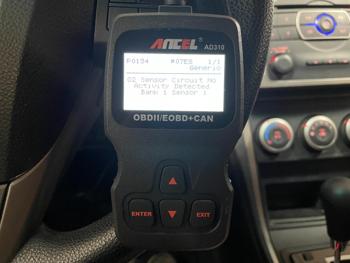 ANCEL
AD310
P0134 $07E8 1/1
Generic
O2 Sensor Circuit No
Activity Detected
Bank 1 Sensor 1
OBDII/EOBD+CAN
ENTER
EXIT